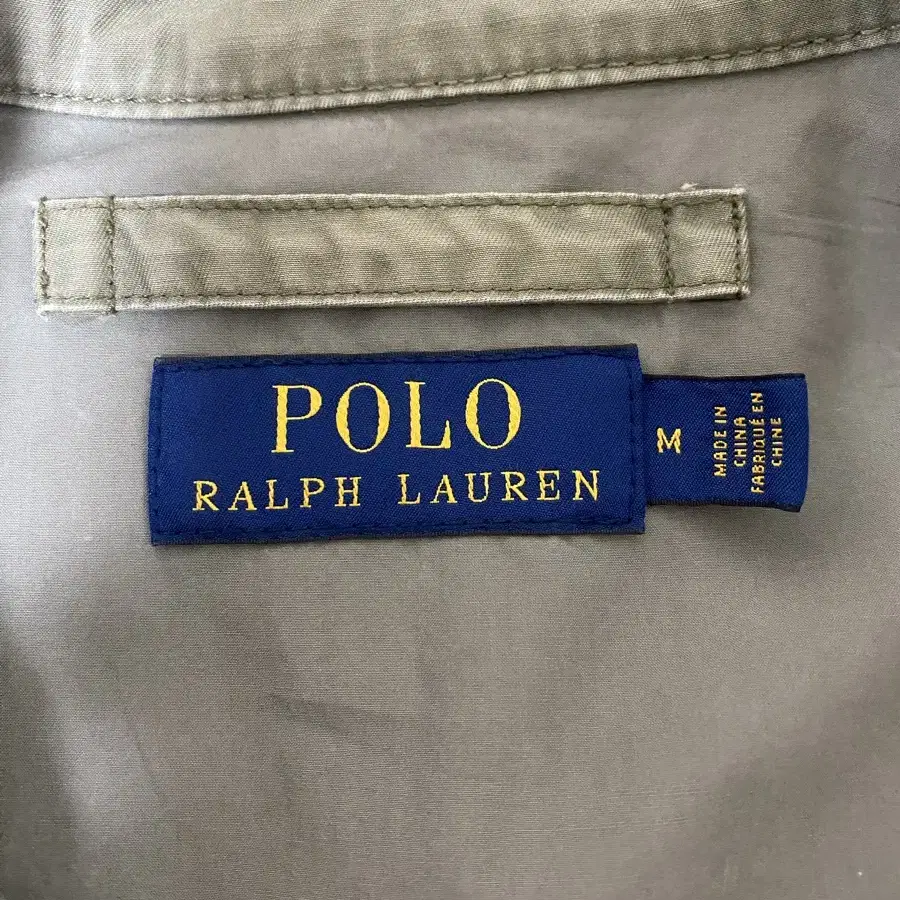 POLO
RALPH LAUREN
M
MADE IN
CHINA
FABRIQUÉ EN
CHINE